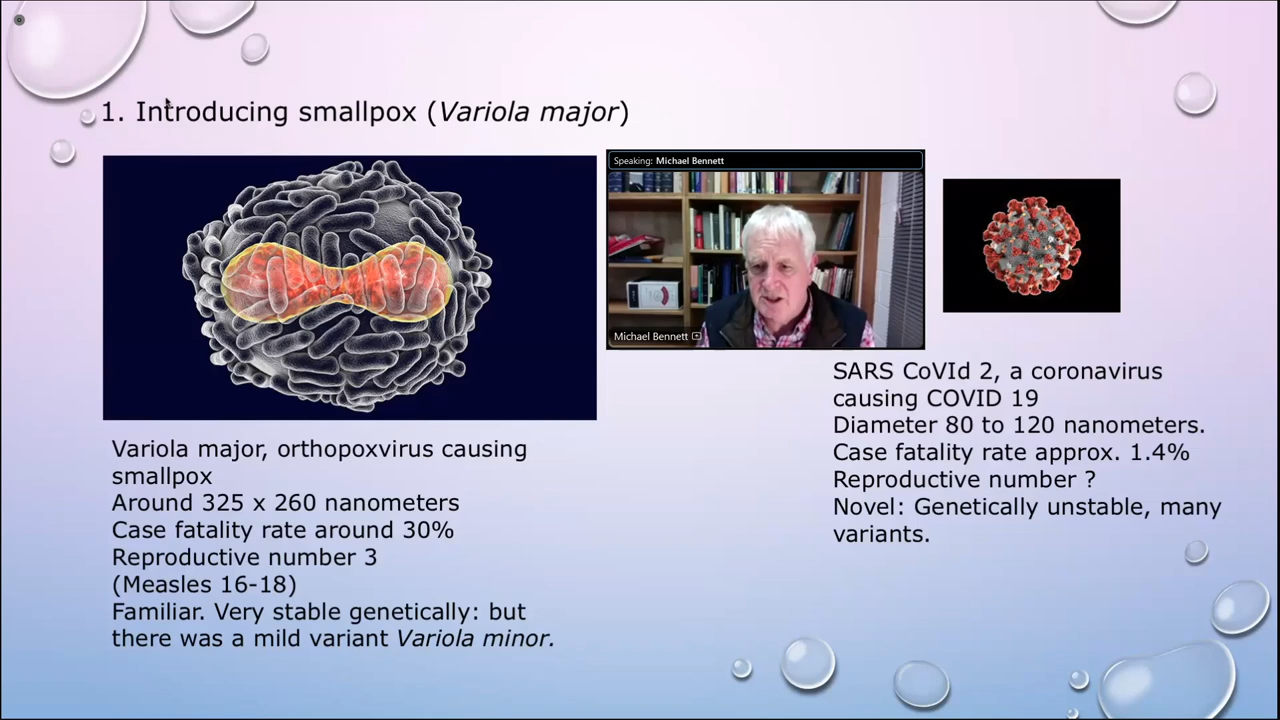 1. Introducing smallpox (Variola major)
Speaking: Michael Bennett
Michael Bennett
Variola major, orthopoxvirus causing
smallpox
Around 325 x 260 nanometers
Case fatality rate around 30%
Reproductive number 3
(Measles 16-18)
Familiar. Very stable genetically: but
there was a mild variant Variola minor.
SARS CoVId 2, a coronavirus
causing COVID 19
Diameter 80 to 120 nanometers.
Case fatality rate approx. 1.4%
Reproductive number ?
Novel: Genetically unstable, many
variants.